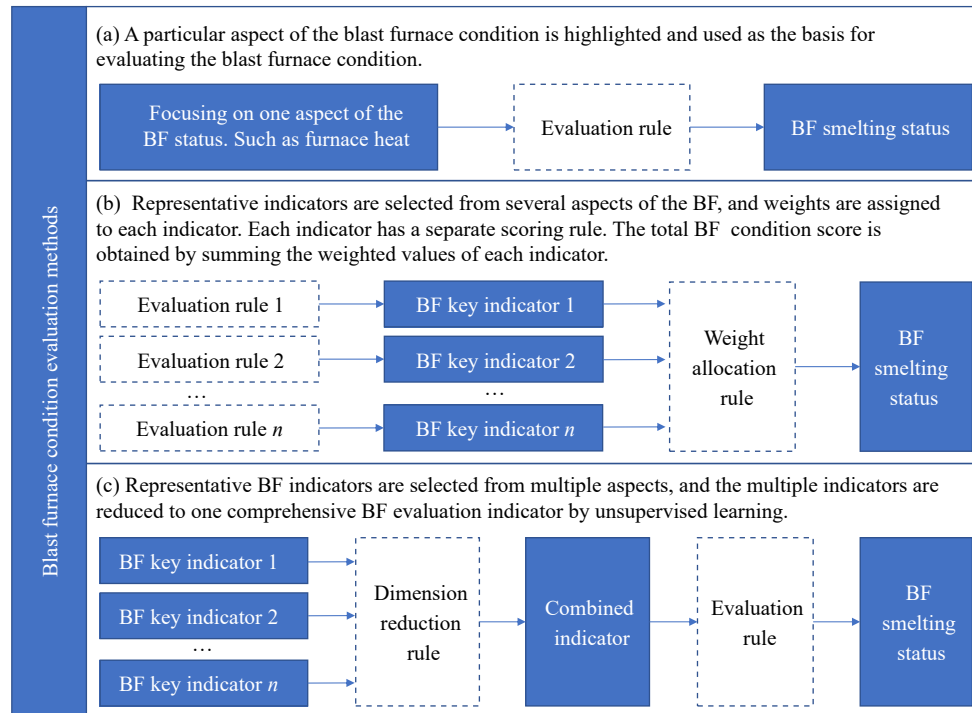 Blast furnace condition evaluation methods
(a) A particular aspect of the blast furnace condition is highlighted and used as the basis for
evaluating the blast furnace condition.
Focusing on one aspect of the
BF status. Such as furnace heat
Evaluation rule
BF smelting status
(b) Representative indicators are selected from several aspects of the BF, and weights are assigned
to each indicator. Each indicator has a separate scoring rule. The total BF condition score is
obtained by summing the weighted values of each indicator.
Evaluation rule 1
BF key indicator 1
Evaluation rule 2
BF key indicator 2
…
…
Evaluation rule n
BF key indicator n
Weight
allocation
rule
BF
smelting
status
(c) Representative BF indicators are selected from multiple aspects, and the multiple indicators are
reduced to one comprehensive BF evaluation indicator by unsupervised learning.
BF key indicator 1
BF key indicator 2
…
BF key indicator n
Dimension
reduction
rule
Combined
indicator
Evaluation
rule
BF
smelting
status